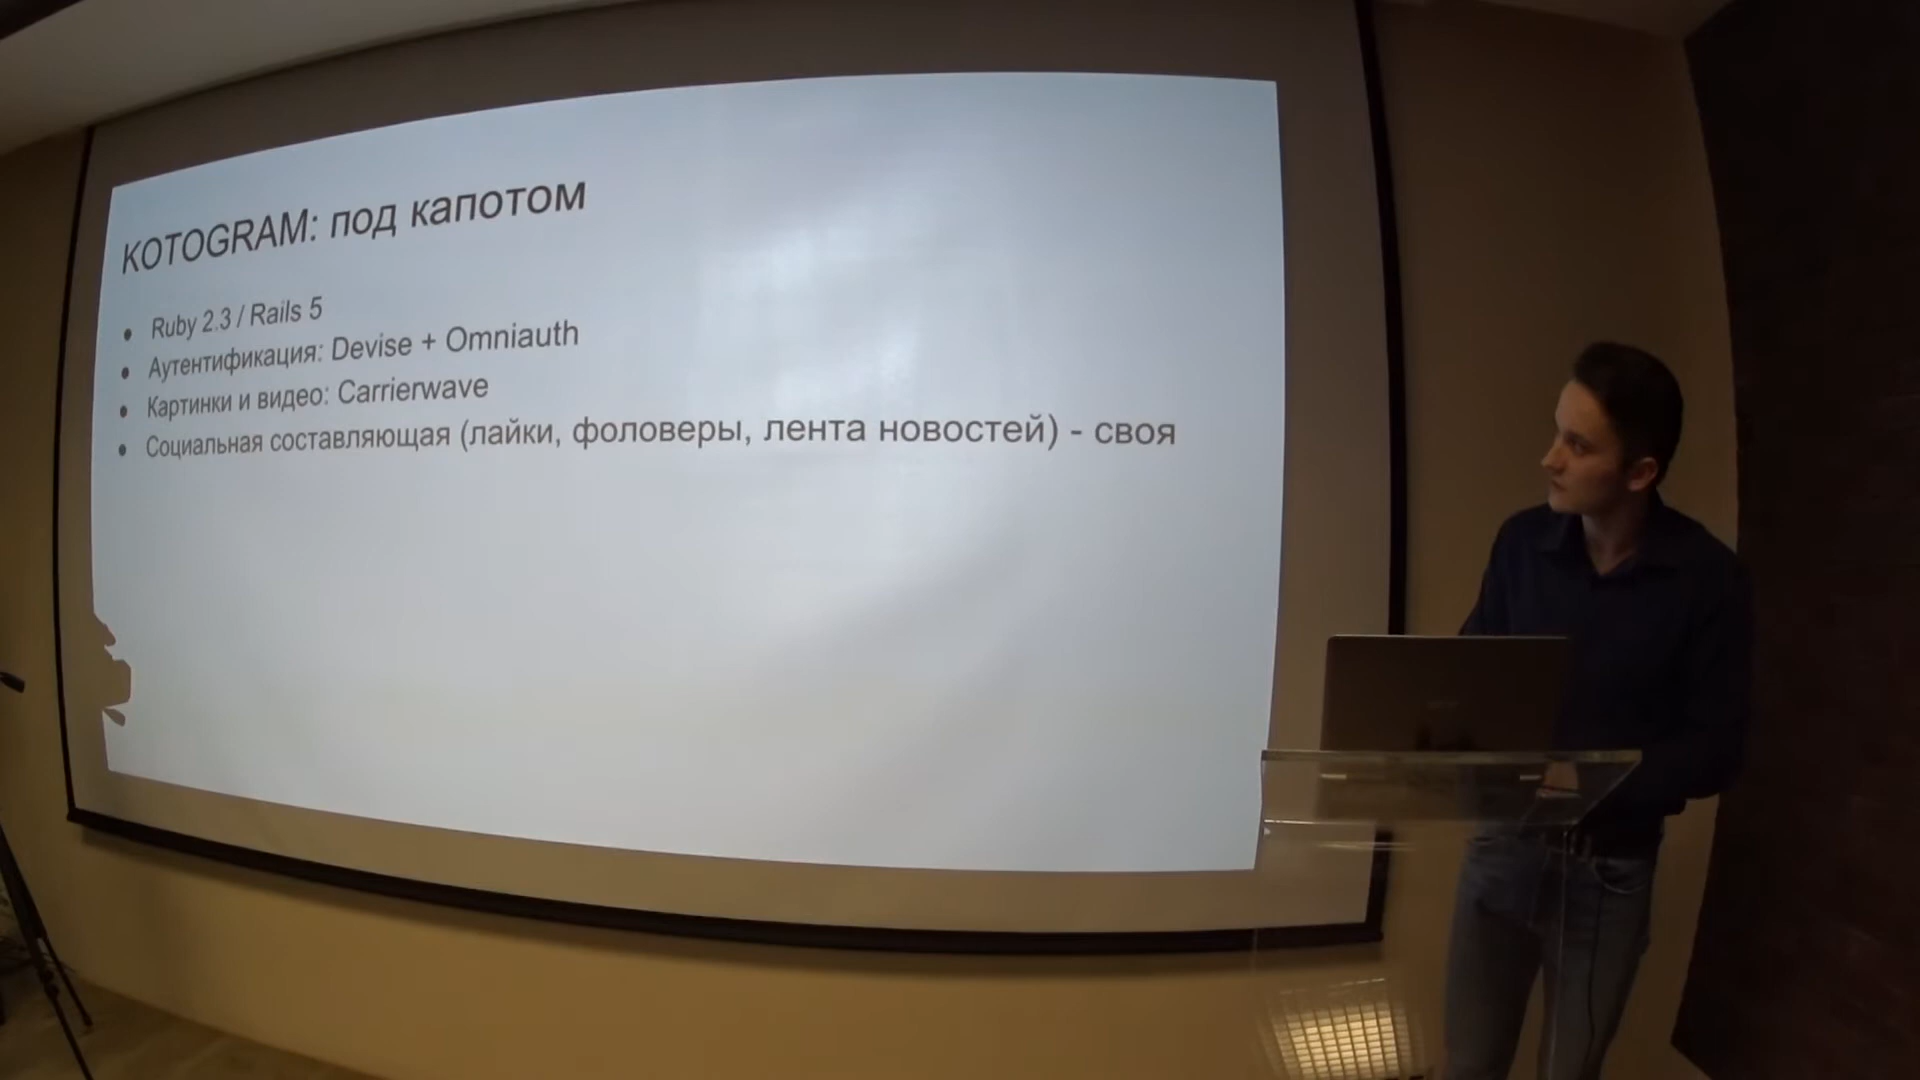 KOTOGRAM: под капотом
• Ruby 2.3 / Rails 5
• Аутентификация: Devise + Omniauth
• Картинки и видео: Carrierwave
• Социальная составляющая (лайки, фоловеры, лента новостей) - своя